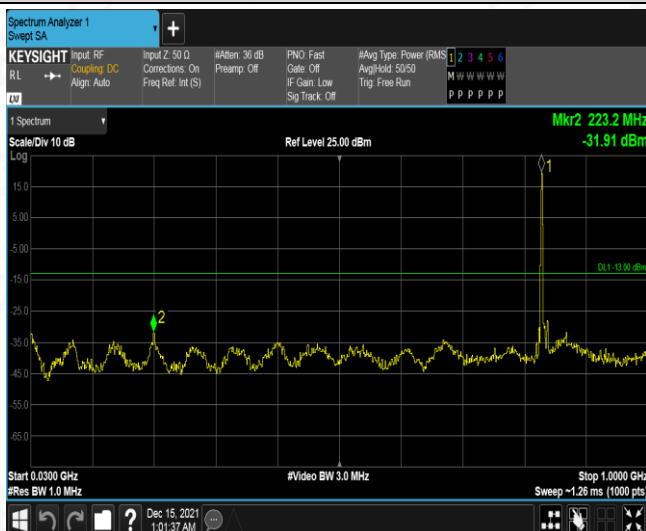 Spectrum Analyzer 1
Swept SA
+
KEYSIGHT Input: RF Input Z: 50 Ω #Atten: 36 dB PNO: Fast #Avg Type: Power (RMS 1 2 3 4 5 6
RL Coupling: DC Corrections: On Preamp: Off Gate: Off Avg|Hold: 50/50 M W W W W W
Align: Auto Freq Ref: Int (S) IF Gain: Low Trig: Free Run
Sig Track: Off P P P P P P
LXI
1 Spectrum Mkr2 223.2 MHz
Scale/Div 10 dB Ref Level 25.00 dBm -31.91 dBm
Log
1
15.0
5.00
-5.00
DL1 -13.00 dBm
-15.0
-25.0
2
-35.0
-45.0
-55.0
-65.0
Start 0.0300 GHz #Video BW 3.0 MHz Stop 1.0000 GHz
#Res BW 1.0 MHz Sweep ~1.26 ms (1000 pts)
? Dec 15, 2021
1:01:37 AM